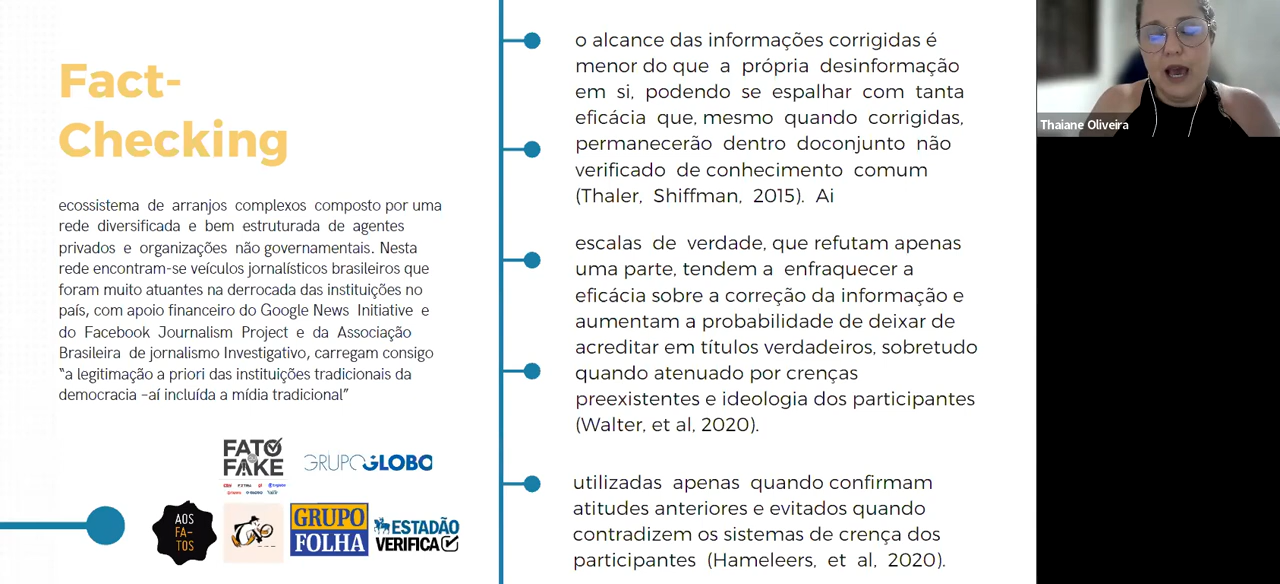 Fact-
Checking
ecossistema de arranjos complexos composto por uma
rede diversificada e bem estruturada de agentes
privados e organizações não governamentais. Nesta
rede encontram-se veículos jornalísticos brasileiros que
foram muito atuantes na derrocada das instituições no
país, com apoio financeiro do Google News Initiative e
do Facebook Journalism Project e da Associação
Brasileira de jornalismo Investigativo, carregam consigo
“a legitimação a priori das instituições tradicionais da
democracia –aí incluída a mídia tradicional”
FATO
FAKE
GRUPO GLOBO
AOS
FA-
TOS
GRUPO
FOLHA
ESTADÃO
VERIFICA
o alcance das informações corrigidas é
menor do que a própria desinformação
em si, podendo se espalhar com tanta
eficácia que, mesmo quando corrigidas,
permanecerão dentro doconjunto não
verificado de conhecimento comum
(Thaler, Shiffman, 2015). Ai
escalas de verdade, que refutam apenas
uma parte, tendem a enfraquecer a
eficácia sobre a correção da informação e
aumentam a probabilidade de deixar de
acreditar em títulos verdadeiros, sobretudo
quando atenuado por crenças
preexistentes e ideologia dos participantes
(Walter, et al, 2020).
utilizadas apenas quando confirmam
atitudes anteriores e evitados quando
contradizem os sistemas de crença dos
participantes (Hameleers, et al, 2020).
Thaiane Oliveira